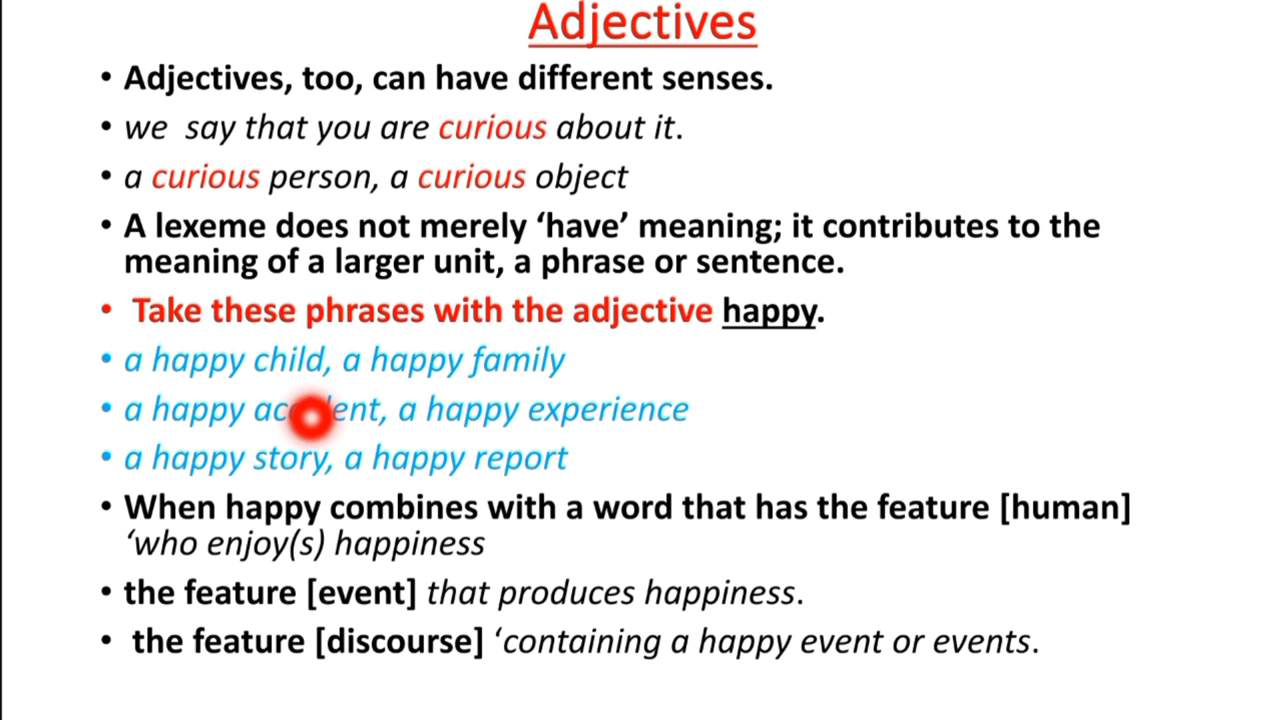 Adjectives
• Adjectives, too, can have different senses.
• we say that you are curious about it.
• a curious person, a curious object
• A lexeme does not merely ‘have’ meaning; it contributes to the
meaning of a larger unit, a phrase or sentence.
• Take these phrases with the adjective happy.
• a happy child, a happy family
• a happy accident, a happy experience
• a happy story, a happy report
• When happy combines with a word that has the feature [human]
‘who enjoy(s) happiness
• the feature [event] that produces happiness.
• the feature [discourse] ‘containing a happy event or events.